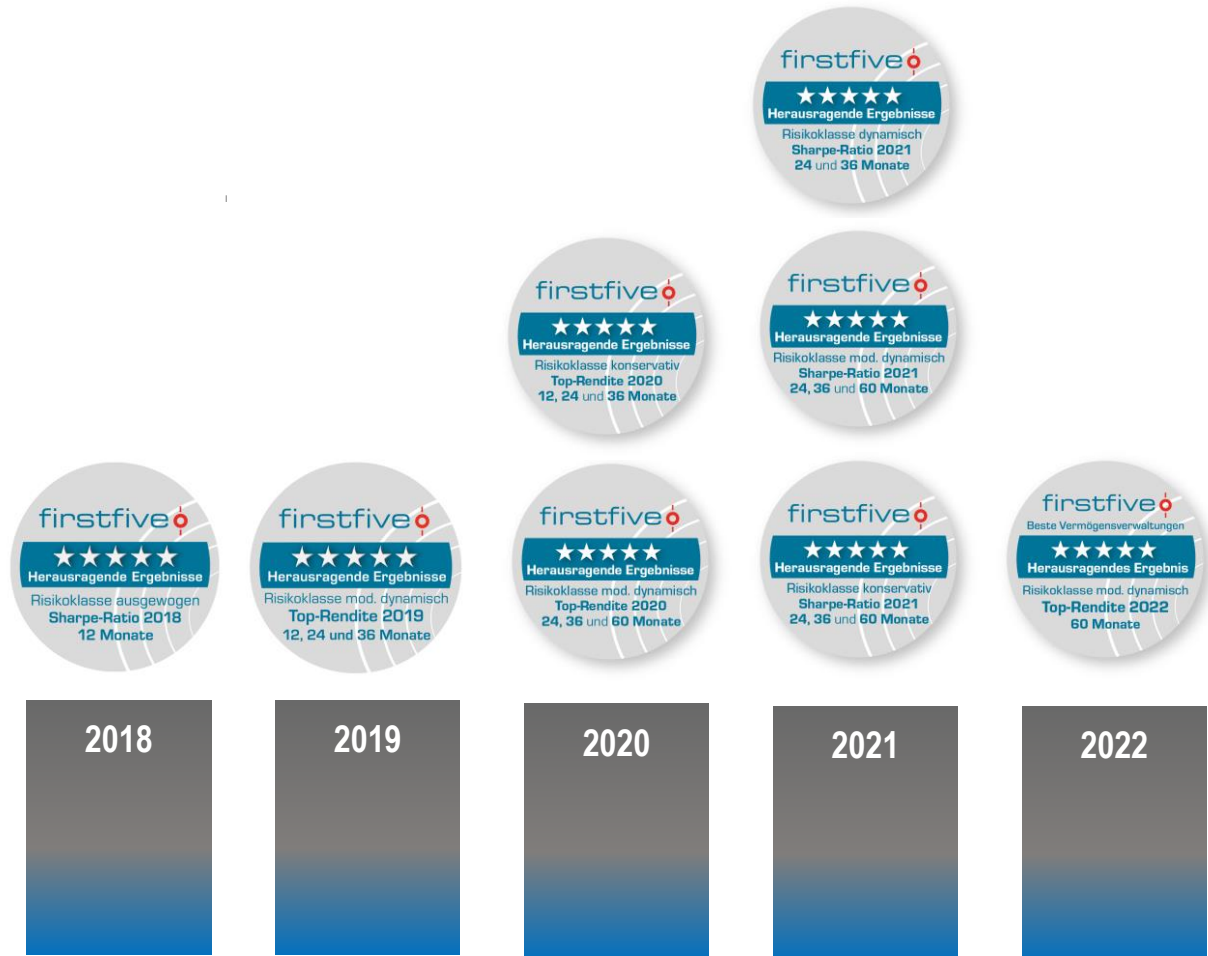 firstfive
Herausragende Ergebnisse
Risikoklasse dynamisch
Sharpe-Ratio 2021
24 und 36 Monate
firstfive
Herausragende Ergebnisse
Risikoklasse konservativ
Top-Rendite 2020
12, 24 und 36 Monate
firstfive
Herausragende Ergebnisse
Risikoklasse mod. dynamisch
Sharpe-Ratio 2021
24, 36 und 60 Monate
firstfive
Herausragende Ergebnisse
Risikoklasse ausgewogen
Sharpe-Ratio 2018
12 Monate
firstfive
Herausragende Ergebnisse
Risikoklasse mod. dynamisch
Top-Rendite 2019
12, 24 und 36 Monate
firstfive
Herausragende Ergebnisse
Risikoklasse mod. dynamisch
Top-Rendite 2020
24, 36 und 60 Monate
firstfive
Herausragende Ergebnisse
Risikoklasse konservativ
Sharpe-Ratio 2021
24, 36 und 60 Monate
firstfive
Beste Vermögensverwaltungen
Herausragendes Ergebnis
Risikoklasse mod. dynamisch
Top-Rendite 2022
60 Monate
2018
2019
2020
2021
2022